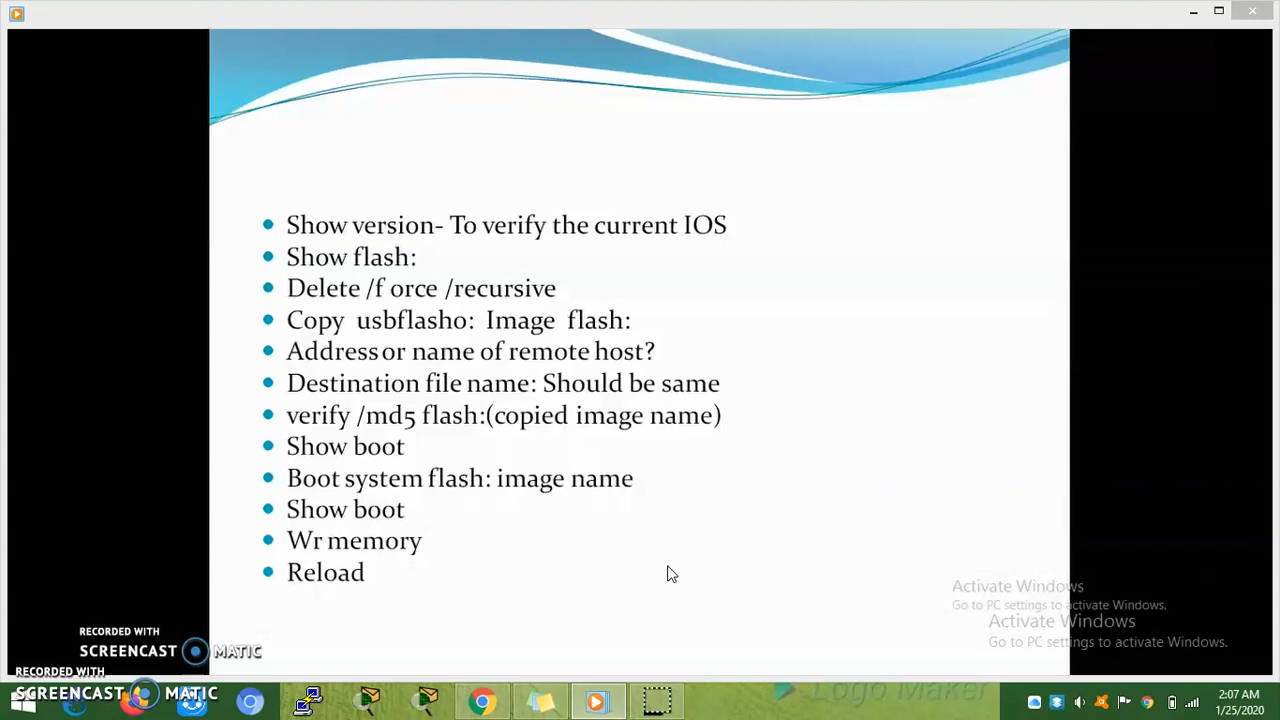 Show version- To verify the current IOS
Show flash:
Delete /f orce /recursive
Copy usbflash0: Image flash:
Address or name of remote host?
Destination file name: Should be same
verify /md5 flash:(copied image name)
Show boot
Boot system flash: image name
Show boot
Wr memory
Reload
Activate Windows
Go to PC settings to activate Windows.
Activate Windows
Go to PC settings to activate Windows.
RECORDED WITH
SCREENCAST MATIC
RECORDED WITH
SCREENCAST MATIC
Logo Maker
2:07 AM
1/25/2020